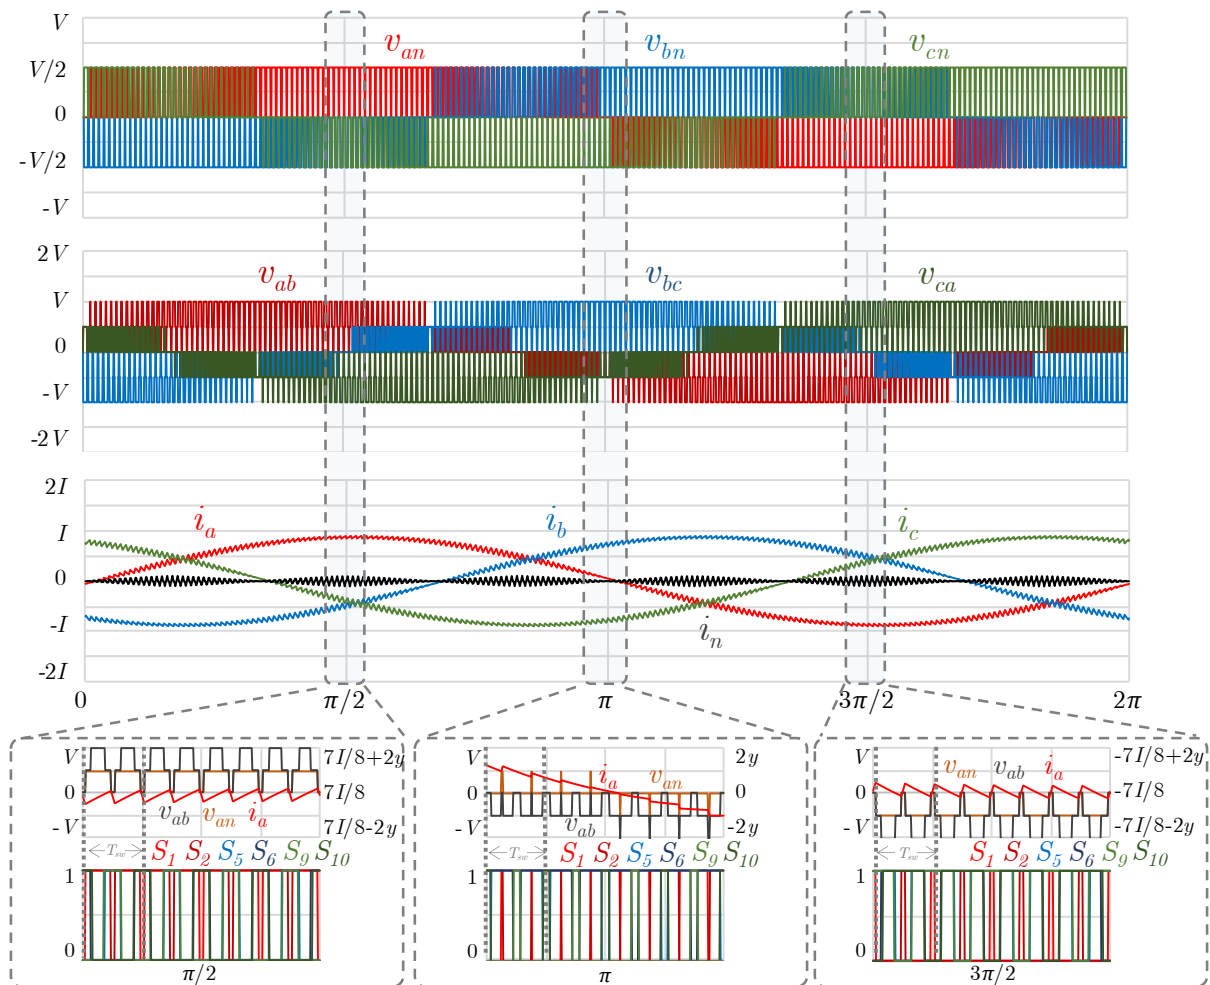 V
v_an v_bn v_cn
V/2
0
-V/2
-V
2V
v_ab v_bc v_ca
V
0
-V
-2V
2I
i_a i_b i_c
I
0
-I
i_n
-2I
0 π/2 π 3π/2 2π
V 7I/8+2y
0 7I/8
v_ab v_an i_a
-V 7I/8-2y
T_sw S_1 S_2 S_5 S_6 S_9 S_10
1
0
π/2
V 2y
i_a v_an
0 0
v_ab
-V -2y
T_sw S_1 S_2 S_5 S_6 S_9 S_10
1
0
π
V -7I/8+2y
v_an v_ab i_a
0 -7I/8
-V -7I/8-2y
T_sw S_1 S_2 S_5 S_6 S_9 S_10
1
0
3π/2